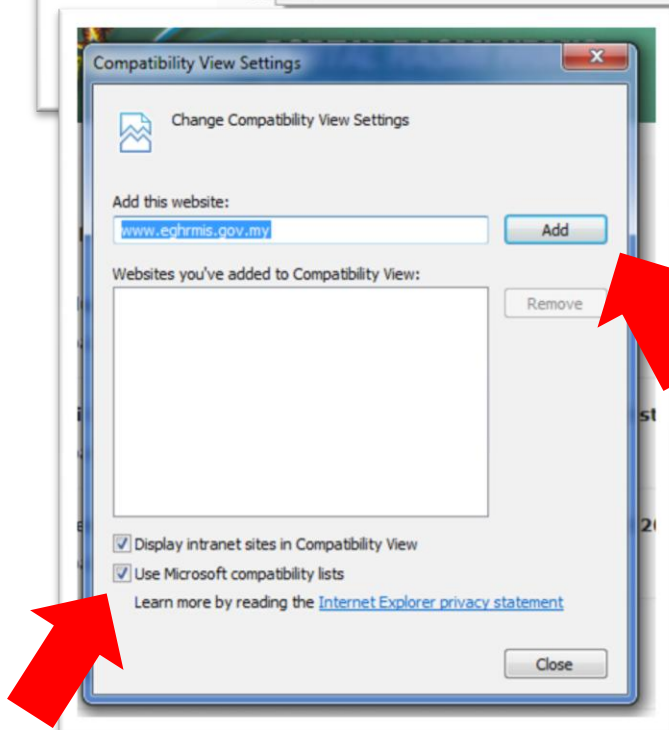 Compatibility View Settings
Change Compatibility View Settings
Add this website:
www.eghrmis.gov.my
Add
Websites you've added to Compatibility View:
Remove
Display intranet sites in Compatibility View
Use Microsoft compatibility lists
Learn more by reading the Internet Explorer privacy statement
Close